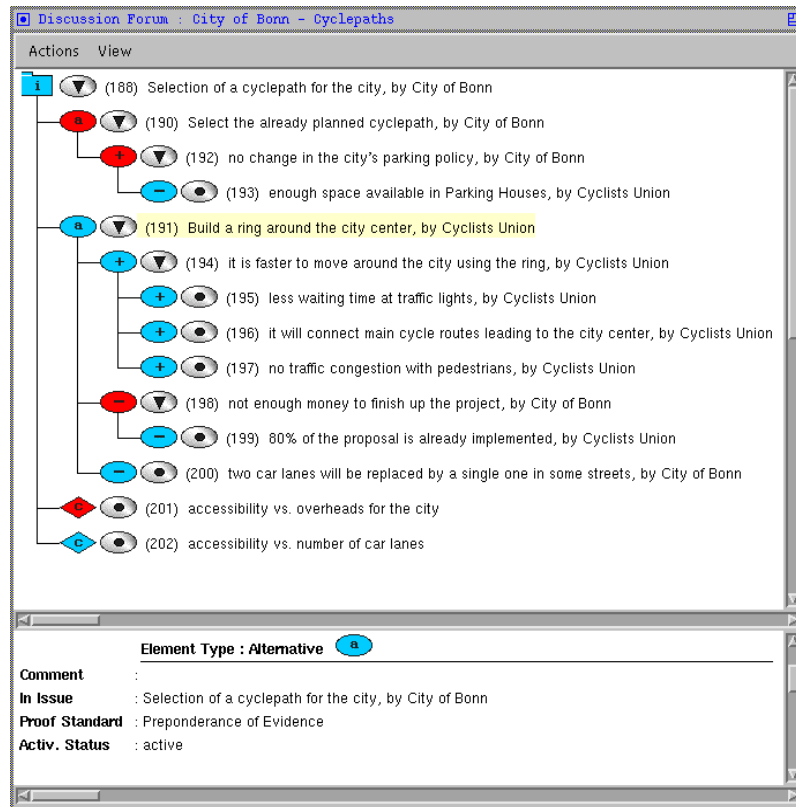 Discussion Forum : City of Bonn - Cyclepaths
Actions View
i (188) Selection of a cyclepath for the city, by City of Bonn
a (190) Select the already planned cyclepath, by City of Bonn
+ (192) no change in the city's parking policy, by City of Bonn
− (193) enough space available in Parking Houses, by Cyclists Union
a (191) Build a ring around the city center, by Cyclists Union
+ (194) it is faster to move around the city using the ring, by Cyclists Union
+ (195) less waiting time at traffic lights, by Cyclists Union
+ (196) it will connect main cycle routes leading to the city center, by Cyclists Union
+ (197) no traffic congestion with pedestrians, by Cyclists Union
− (198) not enough money to finish up the project, by City of Bonn
− (199) 80% of the proposal is already implemented, by Cyclists Union
− (200) two car lanes will be replaced by a single one in some streets, by City of Bonn
c (201) accessibility vs. overheads for the city
c (202) accessibility vs. number of car lanes
Element Type : Alternative a
Comment :
In Issue : Selection of a cyclepath for the city, by City of Bonn
Proof Standard : Preponderance of Evidence
Activ. Status : active